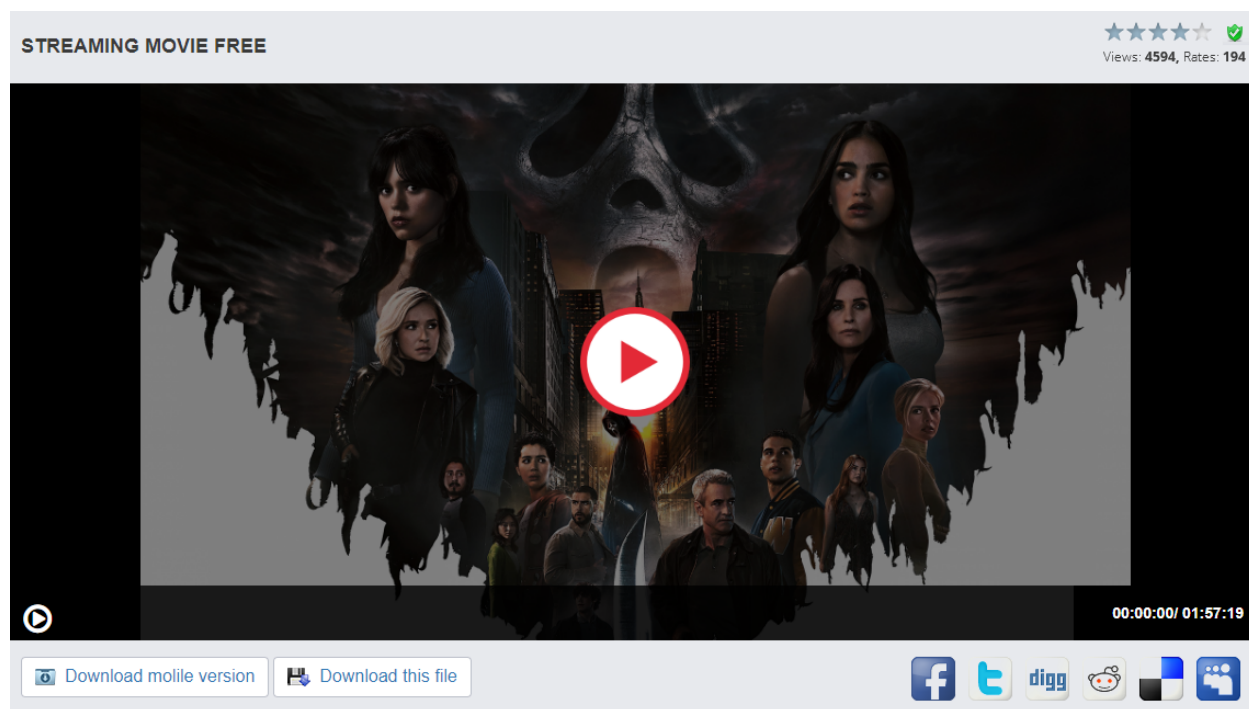 STREAMING MOVIE FREE
Views: 4594, Rates: 194
00:00:00/ 01:57:19
Download molile version
Download this file
digg